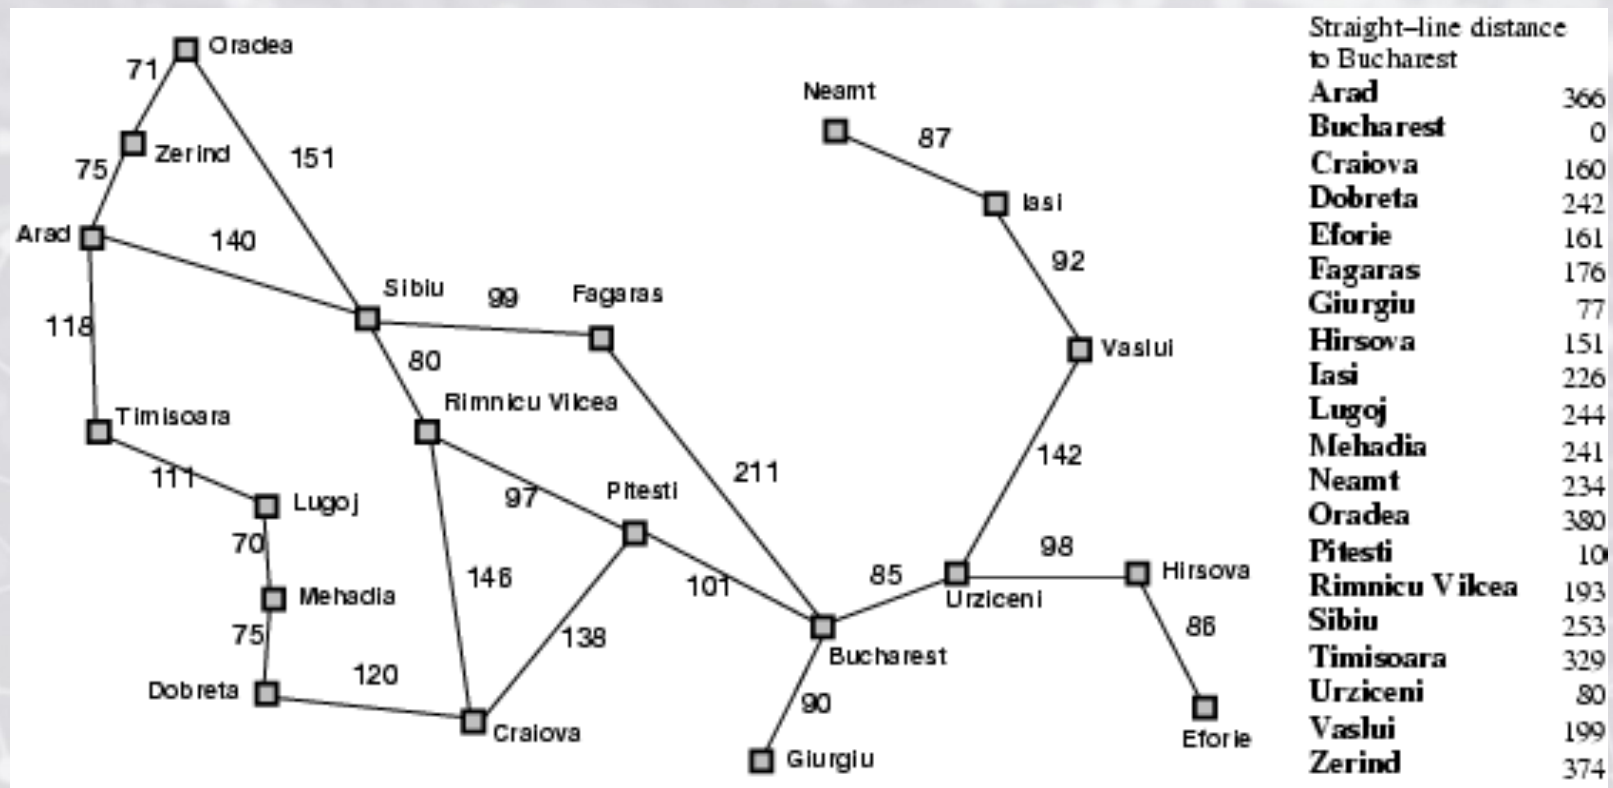 Oradea
71
Neamt
87
Zerind
151
75
Iasi
Arad
140
92
Sibiu
99
Fagaras
118
80
Vaslui
Timisoara
Rimnicu Vilcea
142
111
211
Lugoj
97
Pitesti
70
98
146
101
85
Hirsova
Mehadia
Urziceni
75
138
86
120
Bucharest
Dobreta
90
Craiova
Eforie
Giurgiu
Straight–line distance
to Bucharest
Arad 366
Bucharest 0
Craiova 160
Dobreta 242
Eforie 161
Fagaras 176
Giurgiu 77
Hirsova 151
Iasi 226
Lugoj 244
Mehadia 241
Neamt 234
Oradea 380
Pitesti 10
Rimnicu Vilcea 193
Sibiu 253
Timisoara 329
Urziceni 80
Vaslui 199
Zerind 374